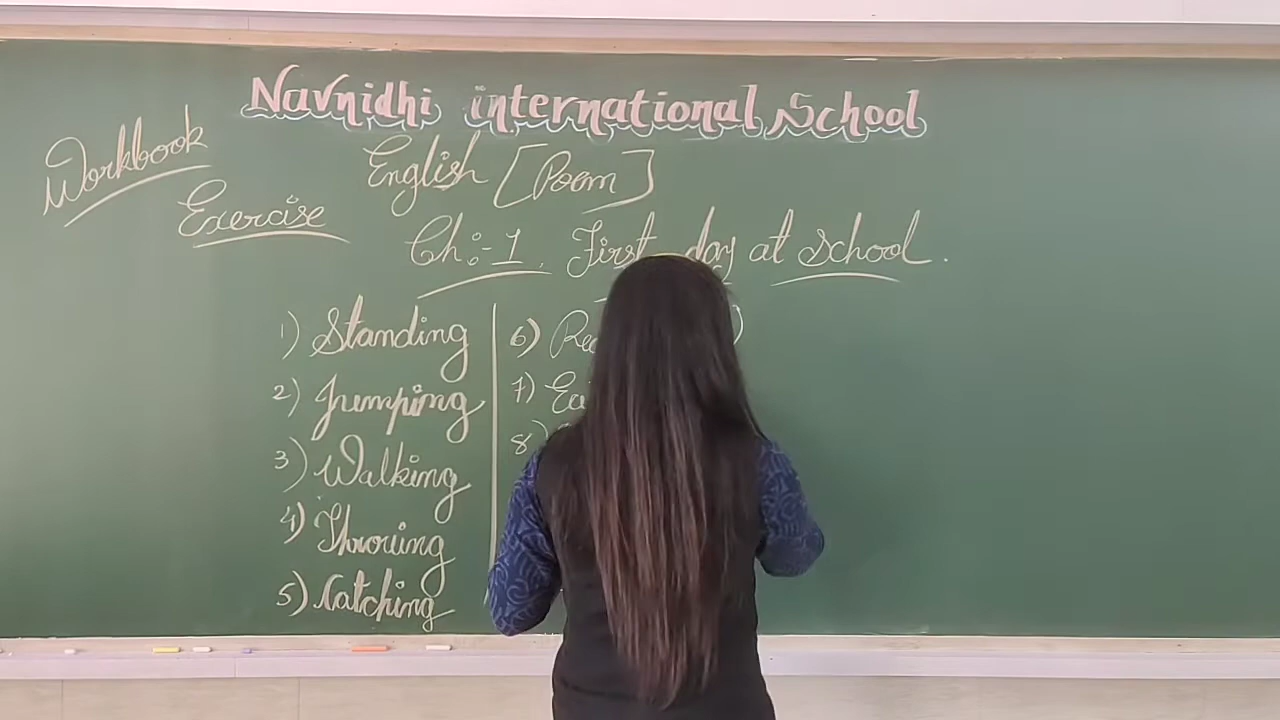 Navnidhi international School
Workbook
English [Poem]
Exercise
Ch:-1 First day at School.
1) Standing
2) Jumping
3) Walking
4) Throwing
5) Catching
6)
7)
8)